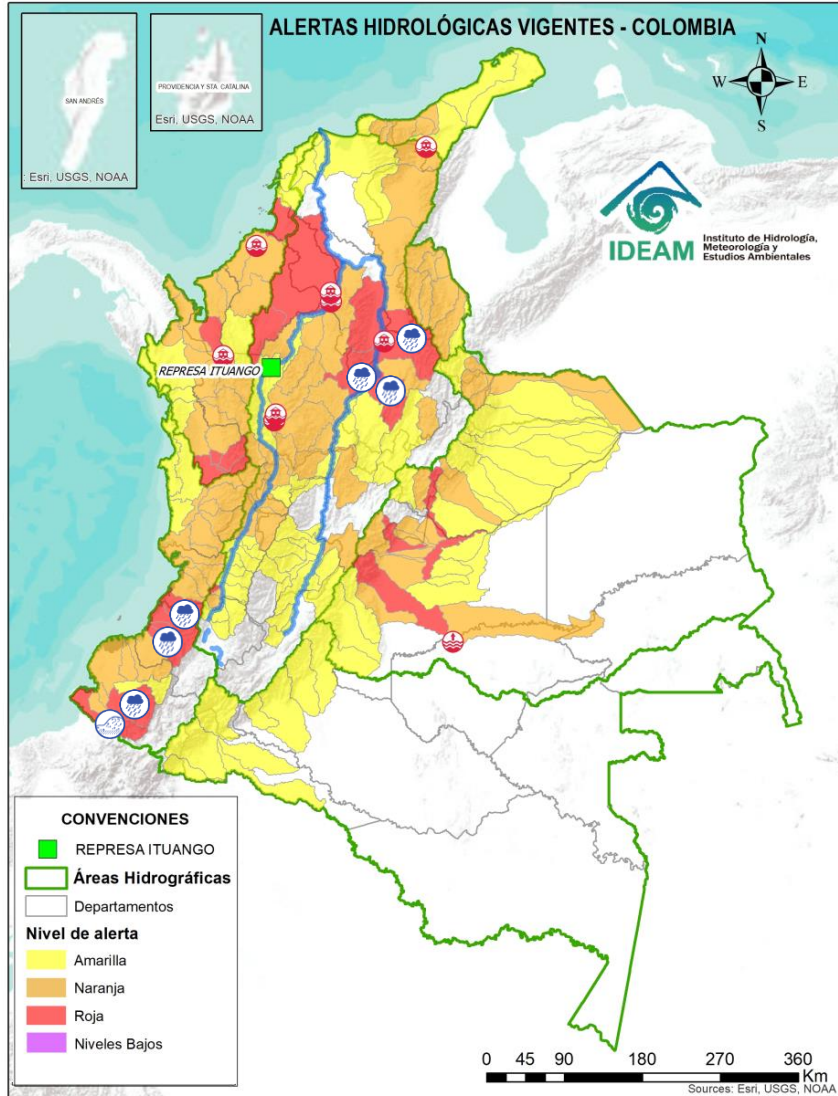 ALERTAS HIDROLÓGICAS VIGENTES - COLOMBIA
SAN ANDRÉS
: Esri, USGS, NOAA
PROVIDENCIA Y STA. CATALINA
Esri, USGS, NOAA
N
W
E
S
IDEAM
Instituto de Hidrología,
Meteorología y
Estudios Ambientales
REPRESA ITUANGO
CONVENCIONES
REPRESA ITUANGO
Áreas Hidrográficas
Departamentos
Nivel de alerta
Amarilla
Naranja
Roja
Niveles Bajos
0 45 90 180 270 360
Km
Sources: Esri, USGS, NOAA